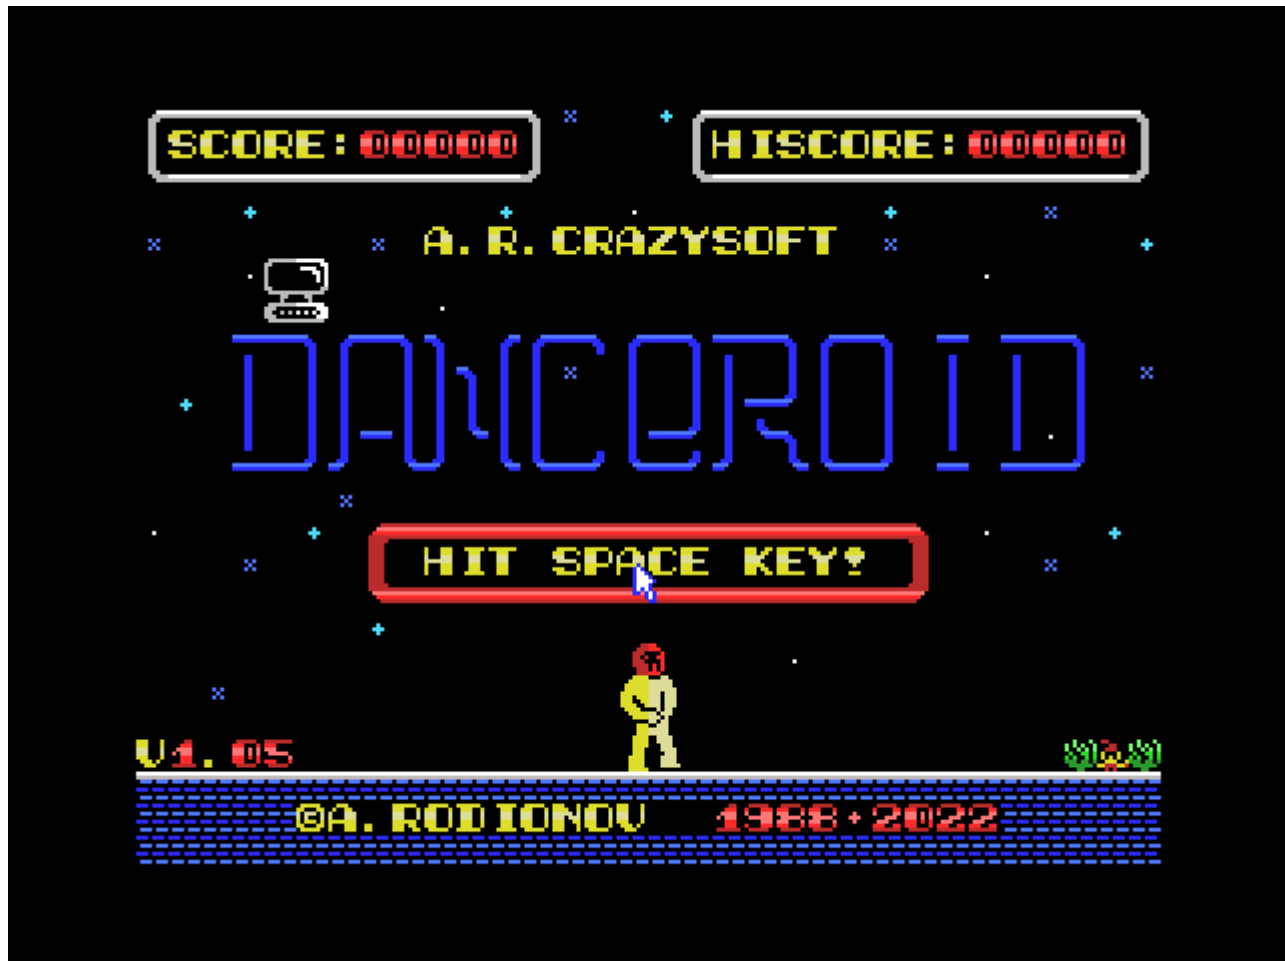 SCORE:00000 HISCORE:00000
A.R.CRAZYSOFT
DANCEROID
HIT SPACE KEY!
V1.05
©A.RODIONOV 1988·2022